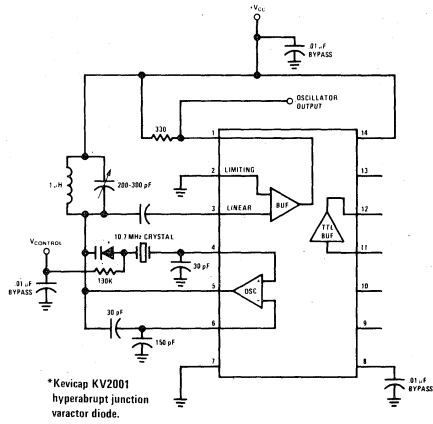 +VCC
.01 µF
BYPASS
OSCILLATOR
OUTPUT
330
1
14
1 µH
200-300 pF
2
LIMITING
BUF
13
3
LINEAR
12
TTL
BUF
VCONTROL
10.7 MHz CRYSTAL
4
11
130K
30 pF
.01 µF
BYPASS
5
OSC
+
-
10
30 pF
6
9
150 pF
7
8
.01 µF
BYPASS
*Kevicap KV2001
hyperabrupt junction
varactor diode.